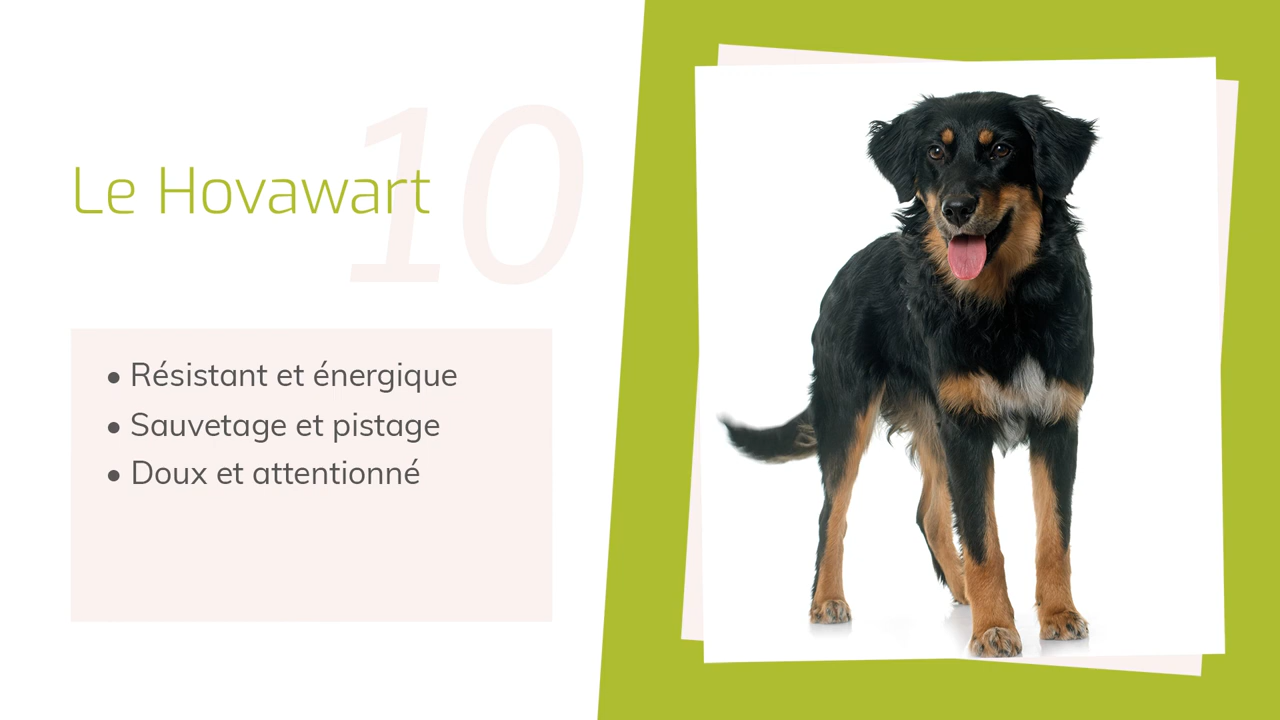 10
Le Hovawart
• Résistant et énergique
• Sauvetage et pistage
• Doux et attentionné